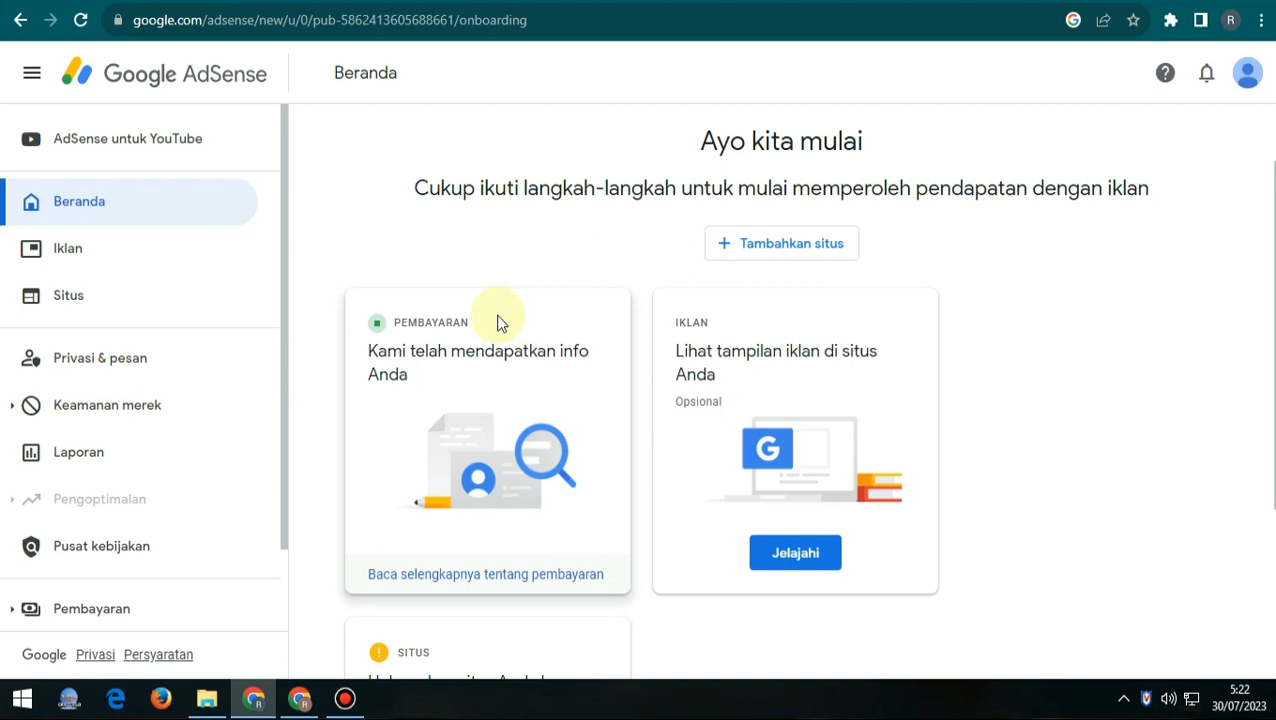 google.com/adsense/new/u/0/pub-5862413605688661/onboarding
R
Google AdSense
Beranda
AdSense untuk YouTube
Beranda
Iklan
Situs
Privasi & pesan
Keamanan merek
Laporan
Pengoptimalan
Pusat kebijakan
Pembayaran
Google Privasi Persyaratan
Ayo kita mulai
Cukup ikuti langkah-langkah untuk mulai memperoleh pendapatan dengan iklan
+ Tambahkan situs
PEMBAYARAN
Kami telah mendapatkan info
Anda
Baca selengkapnya tentang pembayaran
IKLAN
Lihat tampilan iklan di situs
Anda
Opsional
G
Jelajahi
SITUS
5:22
30/07/2023